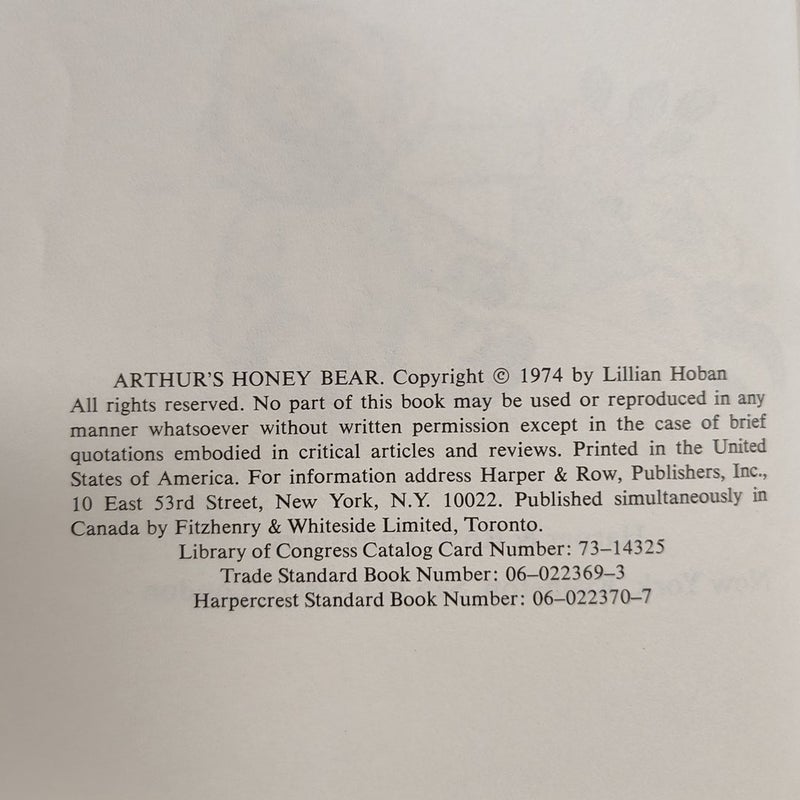 ARTHUR'S HONEY BEAR. Copyright © 1974 by Lillian Hoban
All rights reserved. No part of this book may be used or reproduced in any
manner whatsoever without written permission except in the case of brief
quotations embodied in critical articles and reviews. Printed in the United
States of America. For information address Harper & Row, Publishers, Inc.,
10 East 53rd Street, New York, N.Y. 10022. Published simultaneously in
Canada by Fitzhenry & Whiteside Limited, Toronto.
Library of Congress Catalog Card Number: 73–14325
Trade Standard Book Number: 06–022369–3
Harpercrest Standard Book Number: 06–022370–7